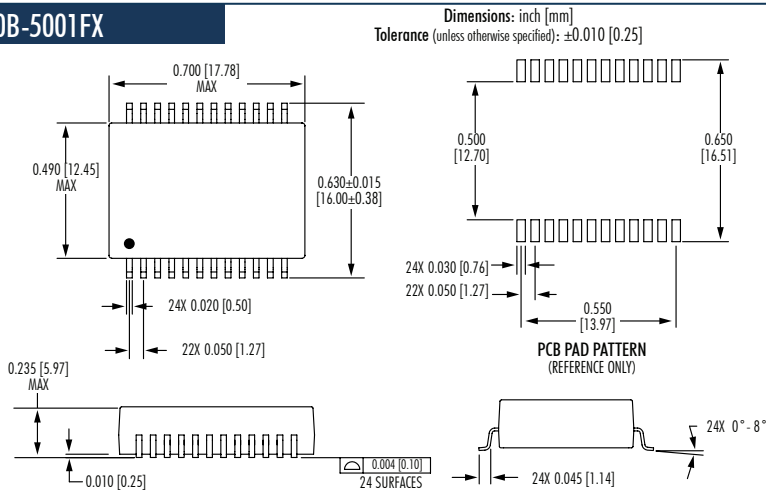 0B-5001FX
Dimensions: inch [mm]
Tolerance (unless otherwise specified): ±0.010 [0.25]
0.700 [17.78]
MAX
0.490 [12.45]
MAX
0.630±0.015
[16.00±0.38]
24X 0.020 [0.50]
22X 0.050 [1.27]
0.500
[12.70]
0.650
[16.51]
24X 0.030 [0.76]
22X 0.050 [1.27]
0.550
[13.97]
PCB PAD PATTERN
(REFERENCE ONLY)
0.235 [5.97]
MAX
0.010 [0.25]
0.004 [0.10]
24 SURFACES
24X 0°-8°
24X 0.045 [1.14]